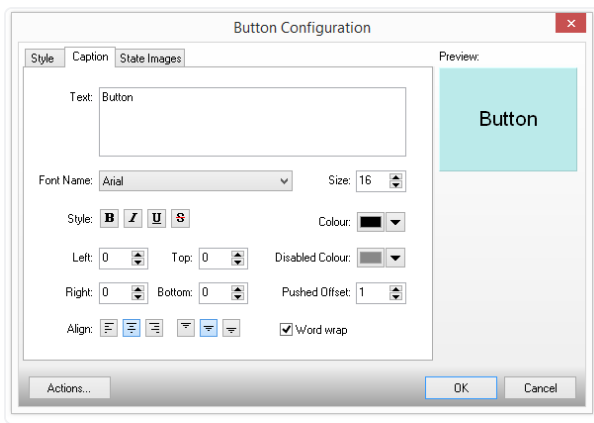 Button Configuration
Style Caption State Images
Preview:
Text: Button
Button
Font Name: Arial Size: 16
Style: B I U S Colour:
Left: 0 Top: 0 Disabled Colour:
Right: 0 Bottom: 0 Pushed Offset: 1
Align: Word wrap
Actions... OK Cancel